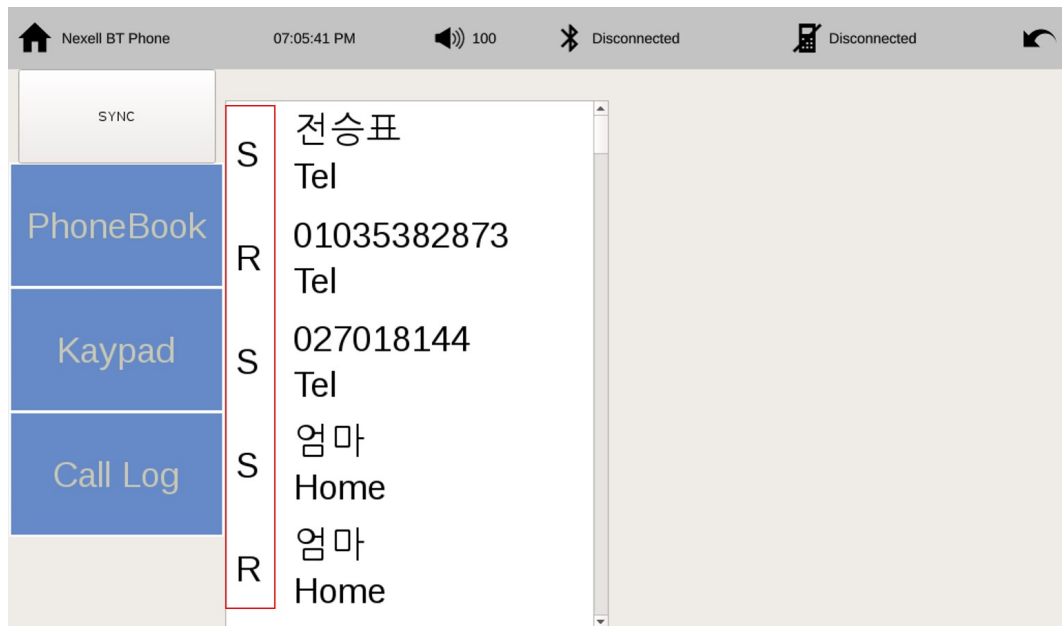 Nexell BT Phone 07:05:41 PM 100 Disconnected Disconnected
SYNC
PhoneBook
Kaypad
Call Log
S
전승표
Tel
R
01035382873
Tel
S
027018144
Tel
S
엄마
Home
R
엄마
Home